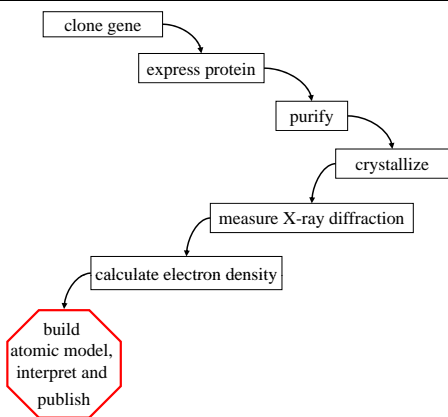 clone gene
express protein
purify
crystallize
measure X-ray diffraction
calculate electron density
build
atomic model,
interpret and
publish